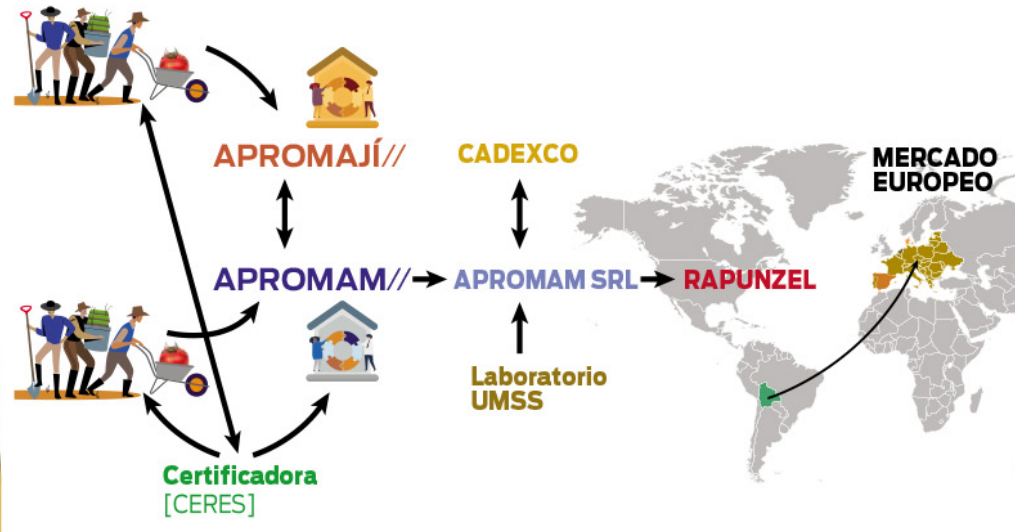 APROMAJÍ//
CADEXCO
MERCADO
EUROPEO
APROMAM//
APROMAM SRL
RAPUNZEL
Laboratorio
UMSS
Certificadora
[CERES]